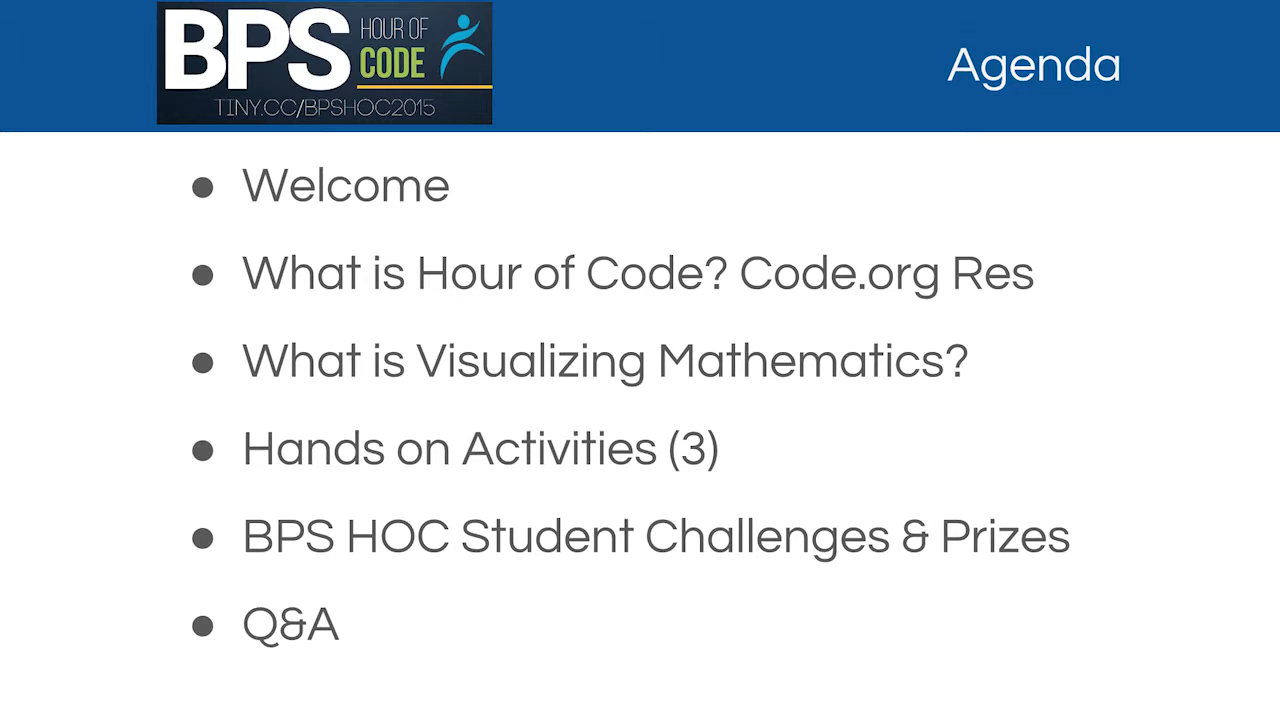 BPS HOUR OF
CODE
TINY.CC/BPSHOC2015
Agenda
● Welcome
● What is Hour of Code? Code.org Res
● What is Visualizing Mathematics?
● Hands on Activities (3)
● BPS HOC Student Challenges & Prizes
● Q&A